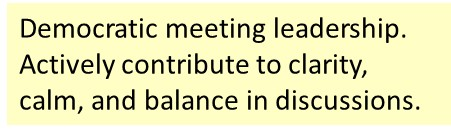 Democratic meeting leadership.
Actively contribute to clarity,
calm, and balance in discussions.